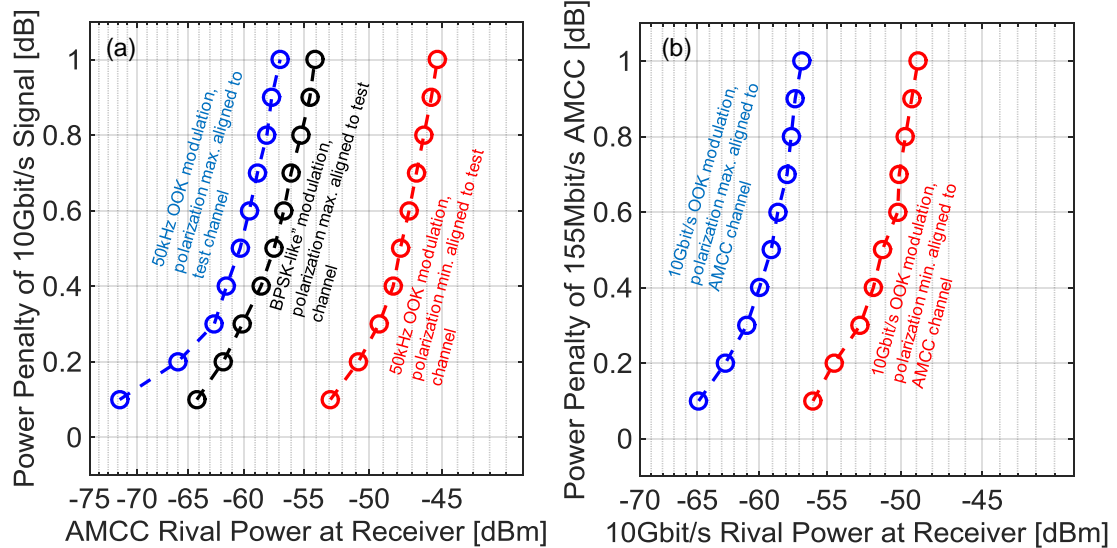 (a)
Power Penalty of 10Gbit/s Signal [dB]
1
0.8
0.6
0.4
0.2
0
50kHz OOK modulation,
polarization max. aligned to
test channel
BPSK-like” modulation,
polarization max. aligned to test
channel
50kHz OOK modulation,
polarization min. aligned to test
channel
-75 -70 -65 -60 -55 -50 -45
AMCC Rival Power at Receiver [dBm]
(b)
Power Penalty of 155Mbit/s AMCC [dB]
1
0.8
0.6
0.4
0.2
0
10Gbit/s OOK modulation,
polarization max. aligned to
AMCC channel
10Gbit/s OOK modulation,
polarization min. aligned to
AMCC channel
-70 -65 -60 -55 -50 -45
10Gbit/s Rival Power at Receiver [dBm]